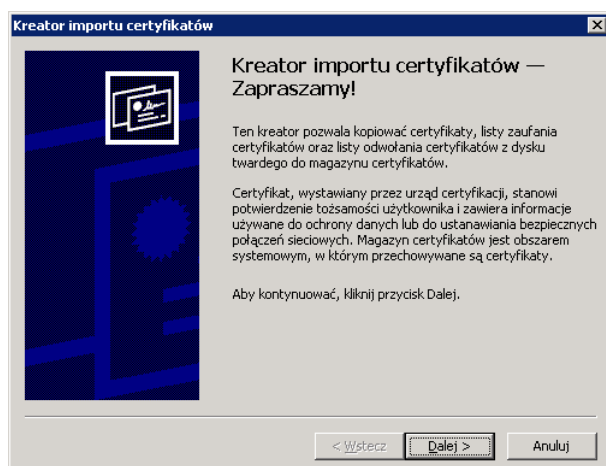 Kreator importu certyfikatów
Kreator importu certyfikatów —
Zapraszamy!
Ten kreator pozwala kopiować certyfikaty, listy zaufania
certyfikatów oraz listy odwołania certyfikatów z dysku
twardego do magazynu certyfikatów.
Certyfikat, wystawiany przez urząd certyfikacji, stanowi
potwierdzenie tożsamości użytkownika i zawiera informacje
używane do ochrony danych lub do ustanawiania bezpiecznych
połączeń sieciowych. Magazyn certyfikatów jest obszarem
systemowym, w którym przechowywane są certyfikaty.
Aby kontynuować, kliknij przycisk Dalej.
< Wstecz Dalej > Anuluj